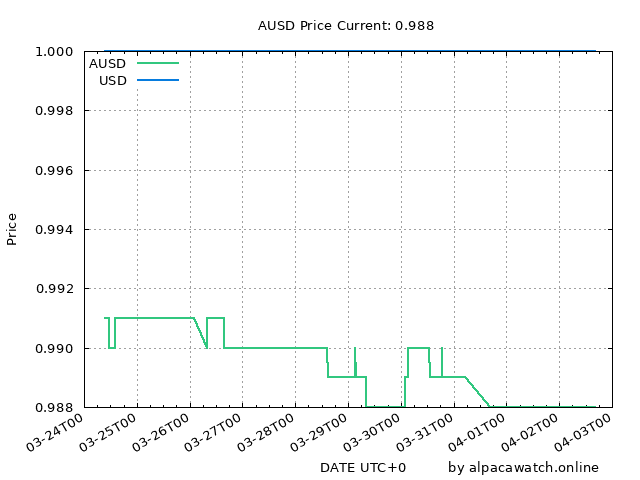 AUSD Price Current: 0.988
1.000
AUSD
USD
0.998
0.996
0.994
Price
0.992
0.990
0.988
03-24T00
03-25T00
03-26T00
03-27T00
03-28T00
03-29T00
03-30T00
03-31T00
04-01T00
04-02T00
04-03T00
DATE UTC+0
by alpacawatch.online